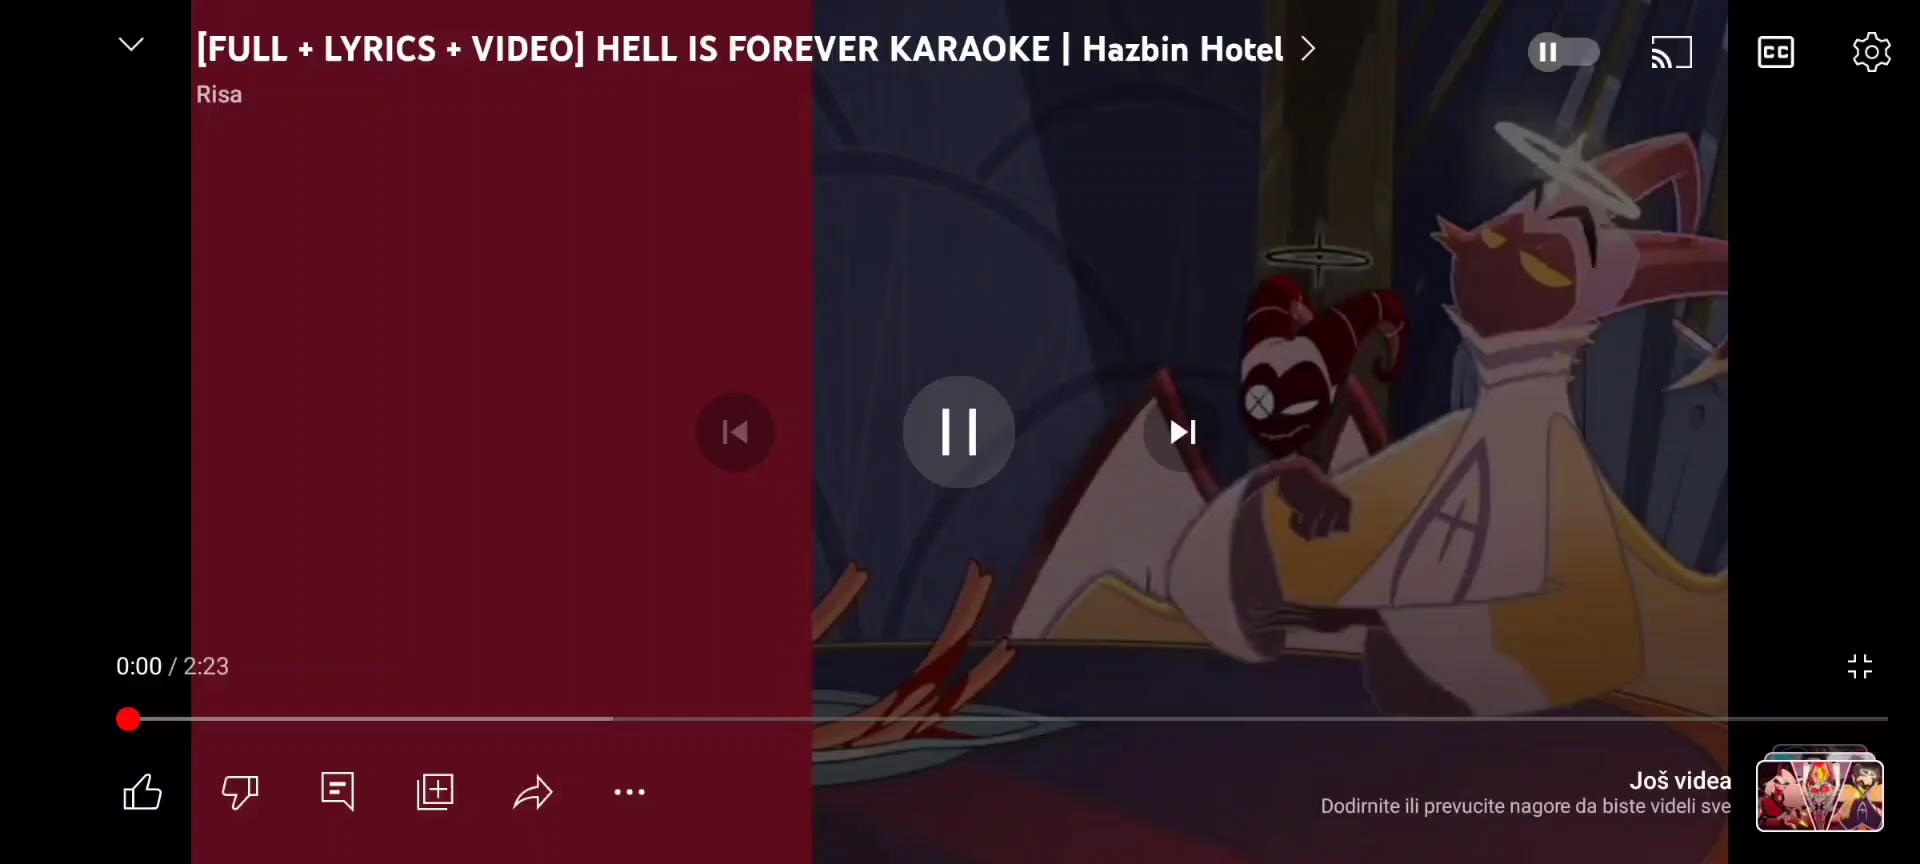 [FULL + LYRICS + VIDEO] HELL IS FOREVER KARAOKE | Hazbin Hotel
Risa
CC
0:00 / 2:23
Još videa
Dodirnite ili prevucite nagore da biste videli sve